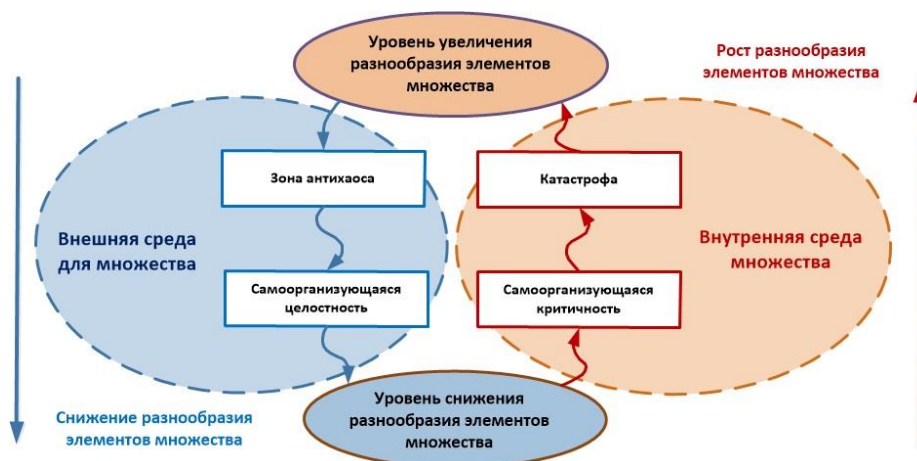 Уровень увеличения
разнообразия элементов
множества
Рост разнообразия
элементов множества
Зона антихаоса
Катастрофа
Внешняя среда
для множества
Внутренняя среда
множества
Самоорганизующаяся
целостность
Самоорганизующаяся
критичность
Снижение разнообразия
элементов множества
Уровень снижения
разнообразия элементов
множества